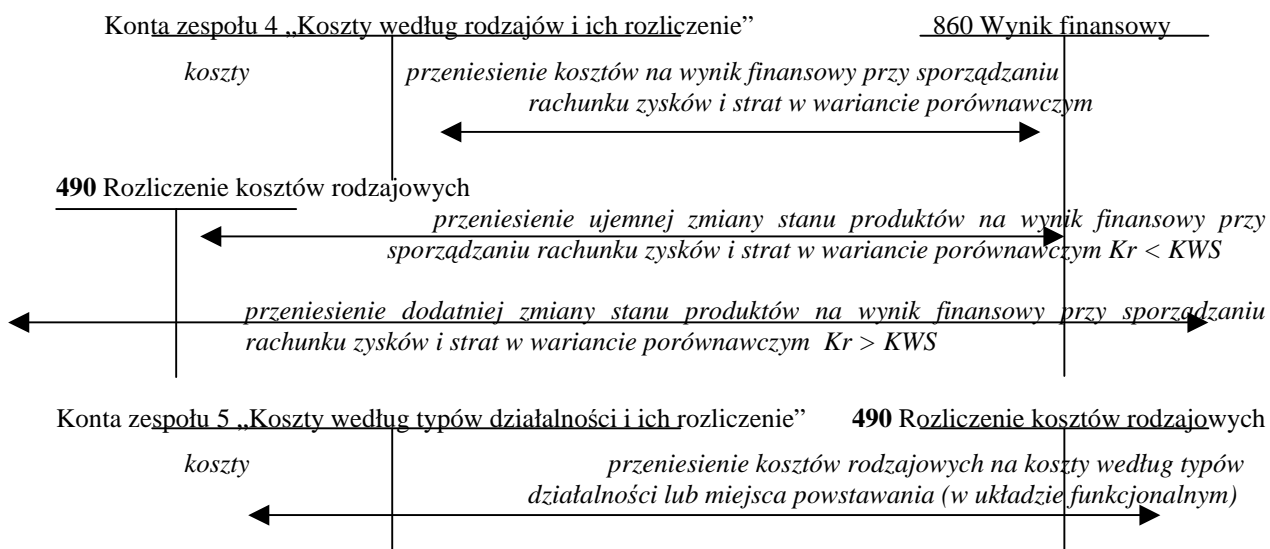 Konta zespołu 4 „Koszty według rodzajów i ich rozliczenie” 860 Wynik finansowy
koszty przeniesienie kosztów na wynik finansowy przy sporządzaniu
rachunku zysków i strat w wariancie porównawczym
490 Rozliczenie kosztów rodzajowych
przeniesienie ujemnej zmiany stanu produktów na wynik finansowy przy
sporządzaniu rachunku zysków i strat w wariancie porównawczym Kr < KWS
przeniesienie dodatniej zmiany stanu produktów na wynik finansowy przy sporządzaniu
rachunku zysków i strat w wariancie porównawczym Kr > KWS
Konta zespołu 5 „Koszty według typów działalności i ich rozliczenie” 490 Rozliczenie kosztów rodzajowych
koszty przeniesienie kosztów rodzajowych na koszty według typów
działalności lub miejsca powstawania (w układzie funkcjonalnym)